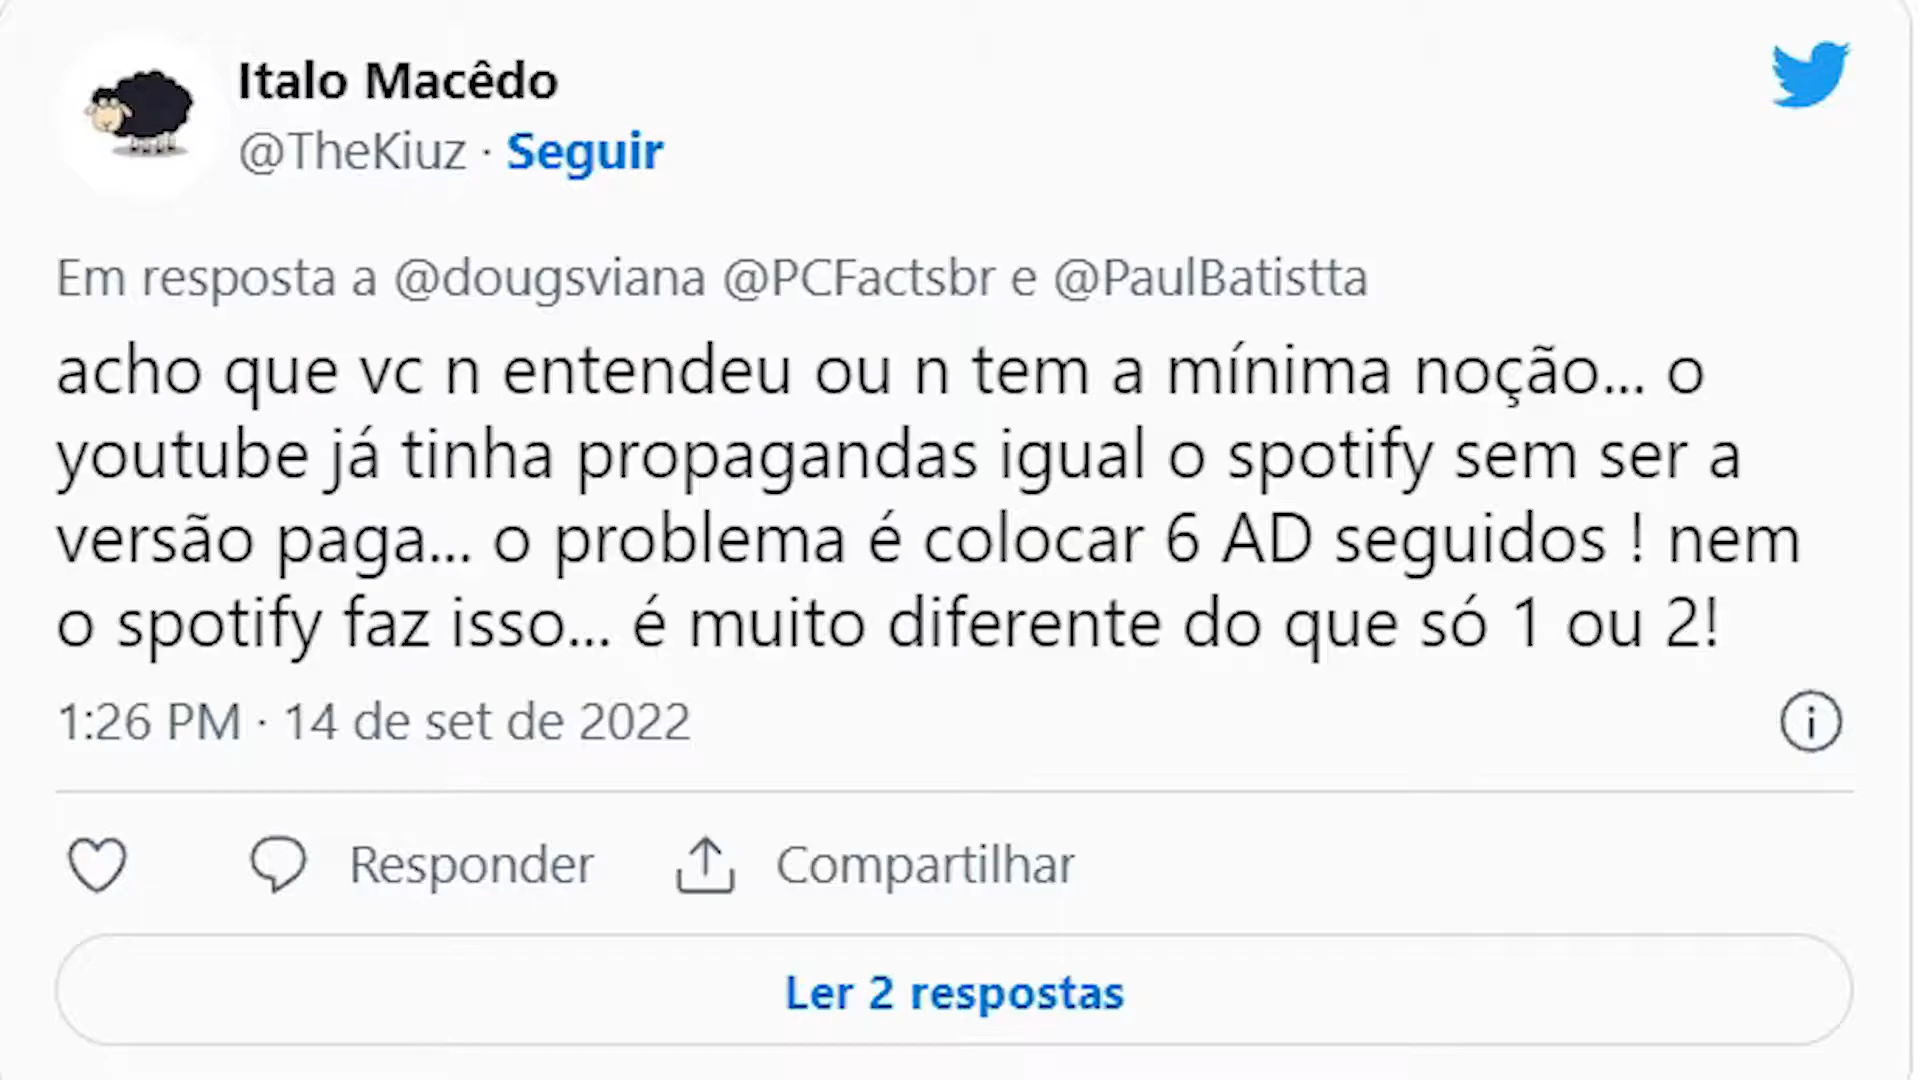 Italo Macêdo
@TheKiuz · Seguir
Em resposta a @dougsviana @PCFactsbr e @PaulBatistta
acho que vc n entendeu ou n tem a mínima noção... o
youtube já tinha propagandas igual o spotify sem ser a
versão paga... o problema é colocar 6 AD seguidos ! nem
o spotify faz isso... é muito diferente do que só 1 ou 2!
1:26 PM · 14 de set de 2022
Responder Compartilhar
Ler 2 respostas